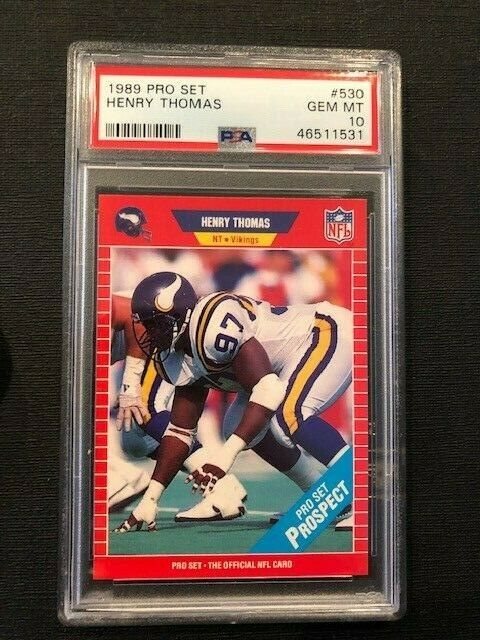 1989 PRO SET #530
HENRY THOMAS GEM MT
10
PSA 46511531
HENRY THOMAS
NT ★ Vikings
NFL
97
PRO SET
PROSPECT
PRO SET • THE OFFICIAL NFL CARD